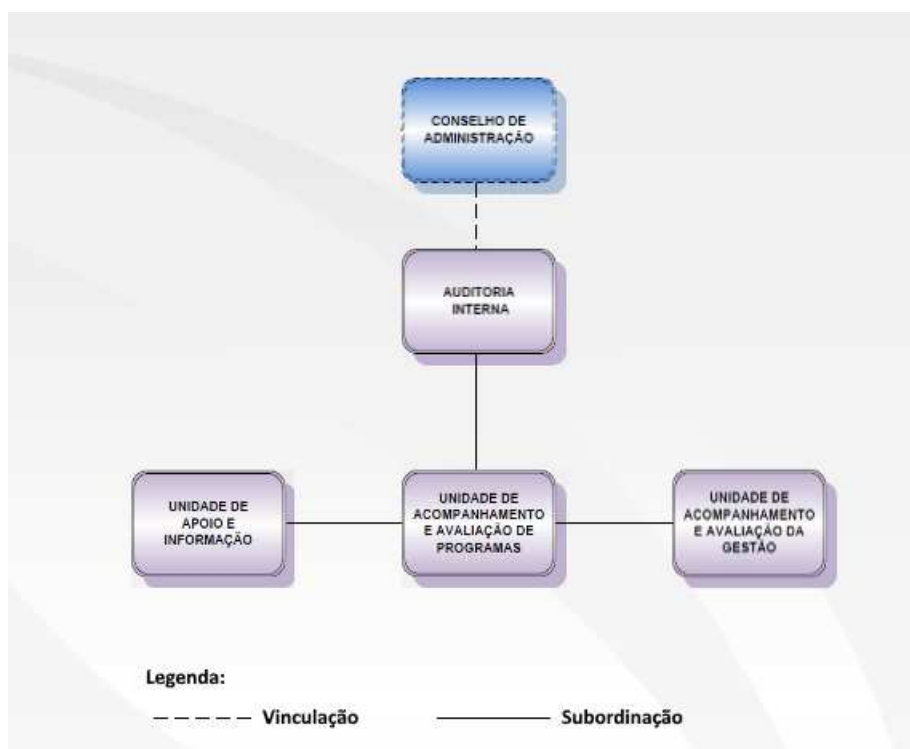 CONSELHO DE
ADMINISTRAÇÃO
AUDITORIA
INTERNA
UNIDADE DE
APOIO E
INFORMAÇÃO
UNIDADE DE
ACOMPANHAMENTO
E AVALIAÇÃO DE
PROGRAMAS
UNIDADE DE
ACOMPANHAMENTO
E AVALIAÇÃO DA
GESTÃO
Legenda:
Vinculação
Subordinação